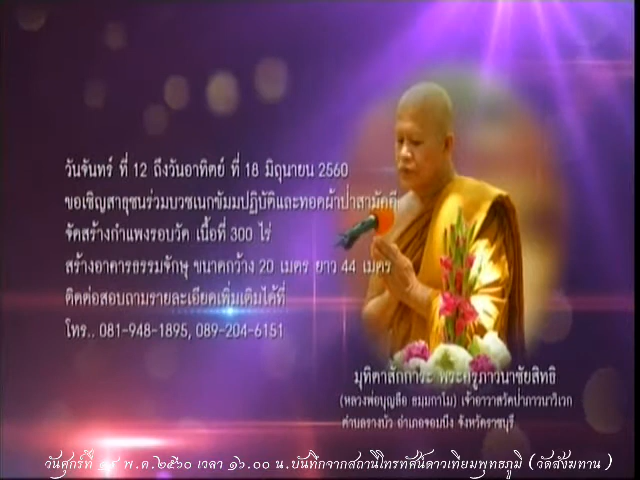 วันจันทร์ ที่ 12 ถึงวันอาทิตย์ ที่ 18 มิถุนายน 2560
ขอเชิญสาธุชนร่วมบวชเนกขัมมปฏิบัติและทอดผ้าป่าสามัคคี
จัดสร้างกำแพงรอบวัด เนื้อที่ 300 ไร่
สร้างอาคารธรรมจักษุ ขนาดกว้าง 20 เมตร ยาว 44 เมตร
ติดต่อสอบถามรายละเอียดเพิ่มเติมได้ที่
โทร.. 081-948-1895, 089-204-6151
มุทิตาสักการะ พระครูภาวนาชัยสิทธิ
(หลวงพ่อบุญลือ ธมฺมกาโม) เจ้าอาวาสวัดป่าภาวนาวิเวก
ตำบลรางบัว อำเภอจอมบึง จังหวัดราชบุรี
วันศุกร์ที่ ๑๙ พ.ค.๒๕๖๐ เวลา ๑๖.๐๐ น.บันทึกจากสถานีโทรทัศน์ดาวเทียมพุทธภูมิ (วัดสังฆทาน )